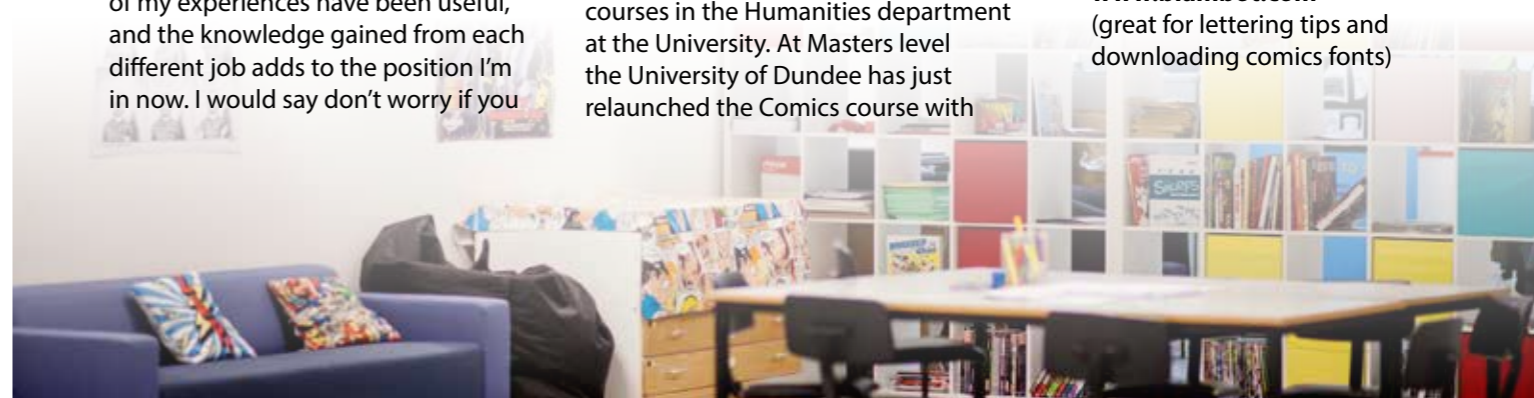 of my experiences have been useful,
and the knowledge gained from each
different job adds to the position I'm
in now. I would say don't worry if you
courses in the Humanities department
at the University. At Masters level
the University of Dundee has just
relaunched the Comics course with
(great for lettering tips and
downloading comics fonts)
SMURFS